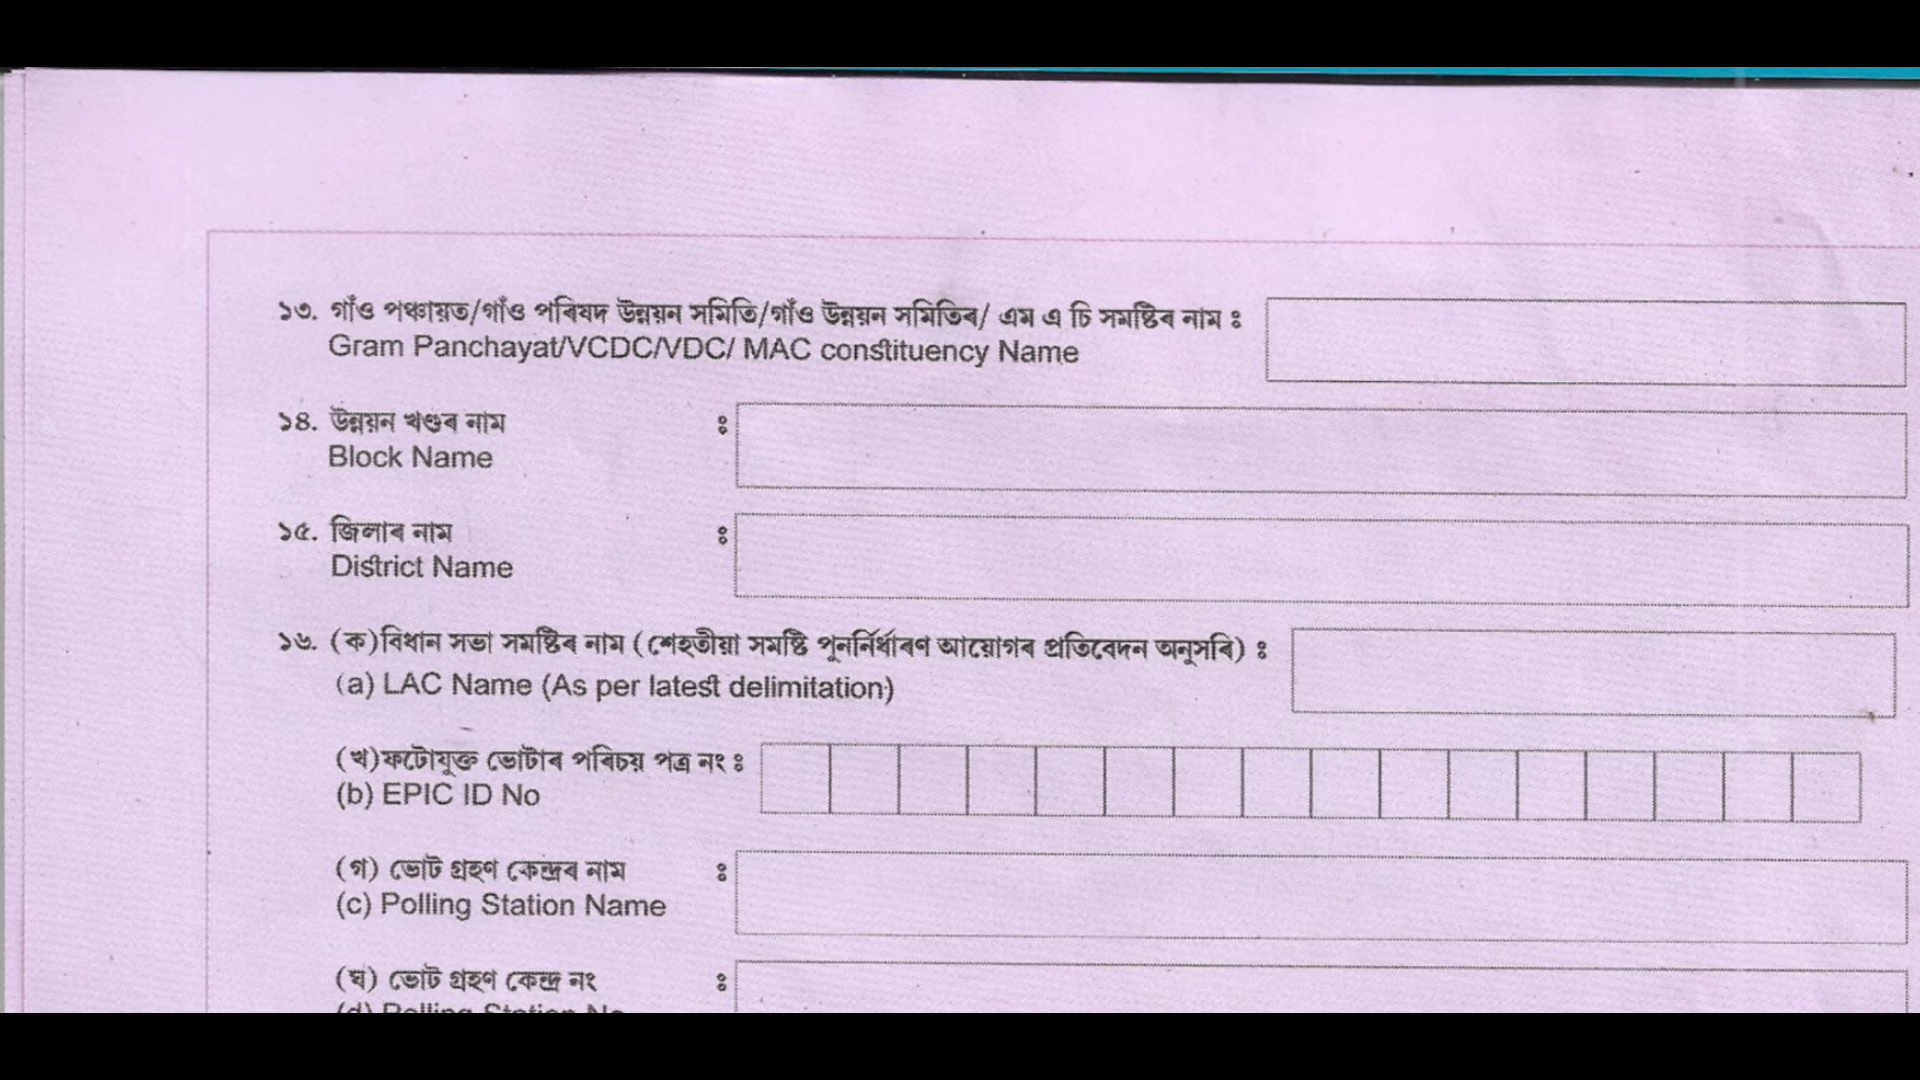 ১৩. গাঁও পঞ্চায়ত/গাঁও পৰিষদ উন্নয়ন সমিতি/গাঁও উন্নয়ন সমিতিৰ/ এম এ চি সমষ্টিৰ নাম ঃ
Gram Panchayat/VCDC/VDC/ MAC constituency Name
১৪. উন্নয়ন খণ্ডৰ নাম ঃ
Block Name
১৫. জিলাৰ নাম ঃ
District Name
১৬. (ক)বিধান সভা সমষ্টিৰ নাম (শেহতীয়া সমষ্টি পুনৰ্নিৰ্ধাৰণ আয়োগৰ প্ৰতিবেদন অনুসৰি) ঃ
(a) LAC Name (As per latest delimitation)
(খ)ফটোযুক্ত ভোটাৰ পৰিচয় পত্ৰ নং ঃ
(b) EPIC ID No
(গ) ভোট গ্ৰহণ কেন্দ্ৰৰ নাম ঃ
(c) Polling Station Name
(ঘ) ভোট গ্ৰহণ কেন্দ্ৰ নং ঃ
(d) Polling Station No